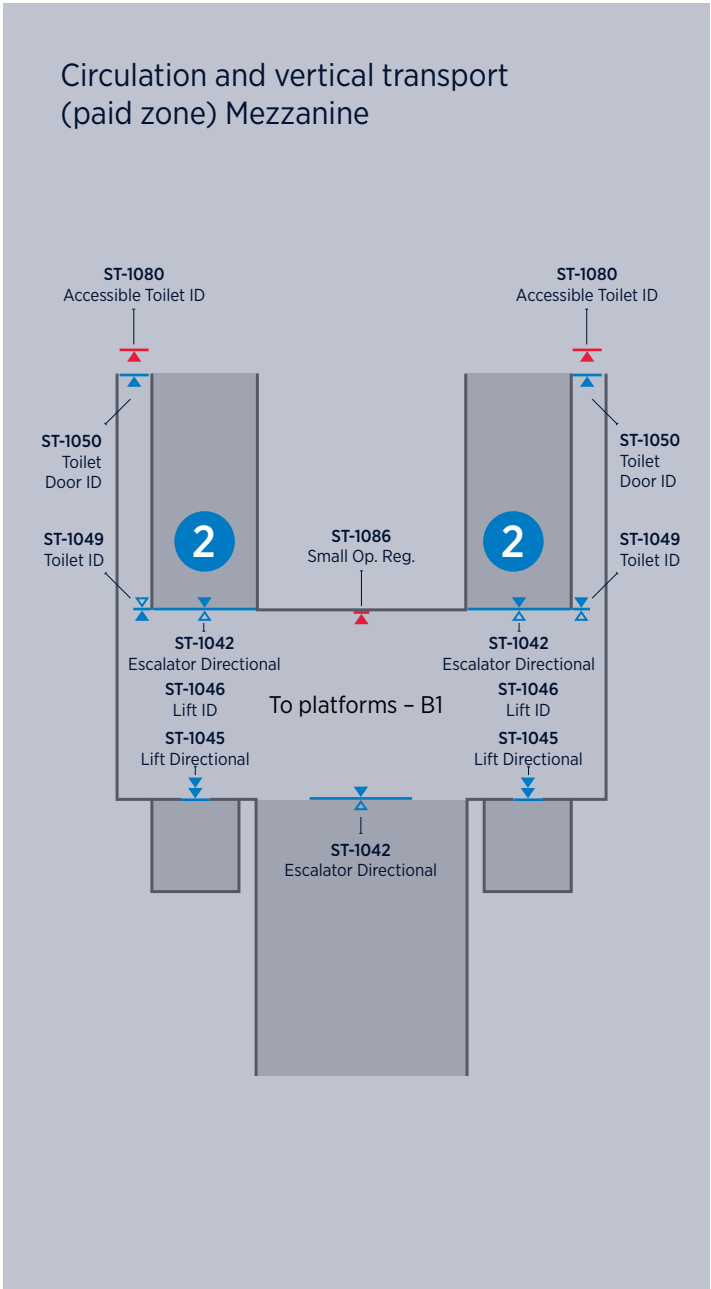 Circulation and vertical transport
(paid zone) Mezzanine
ST-1080
Accessible Toilet ID
ST-1080
Accessible Toilet ID
ST-1050
Toilet
Door ID
ST-1050
Toilet
Door ID
2
2
ST-1049
Toilet ID
ST-1086
Small Op. Reg.
ST-1049
Toilet ID
ST-1042
Escalator Directional
ST-1042
Escalator Directional
ST-1046
Lift ID
To platforms – B1
ST-1046
Lift ID
ST-1045
Lift Directional
ST-1045
Lift Directional
ST-1042
Escalator Directional